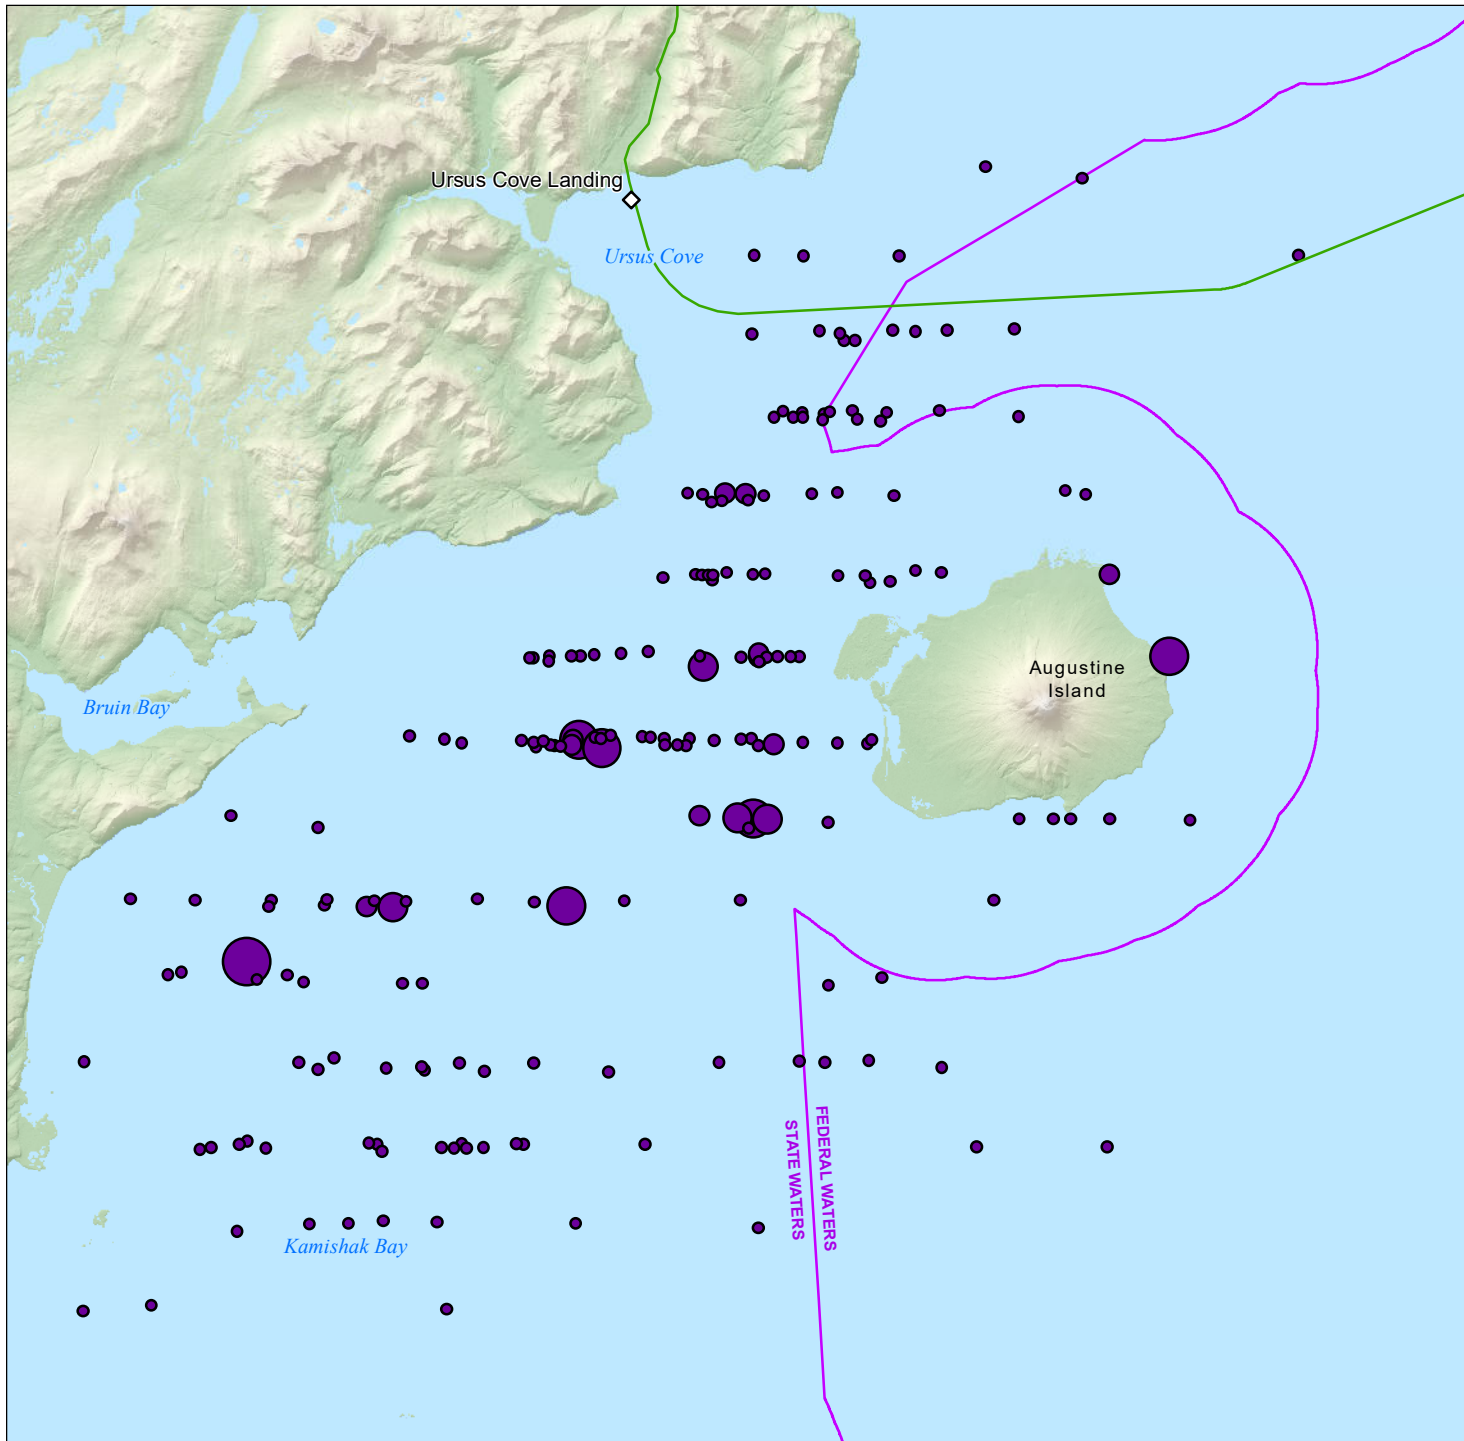 Ursus Cove Landing
Ursus Cove
Augustine
Island
Bruin Bay
FEDERAL WATERS
STATE WATERS
Kamishak Bay